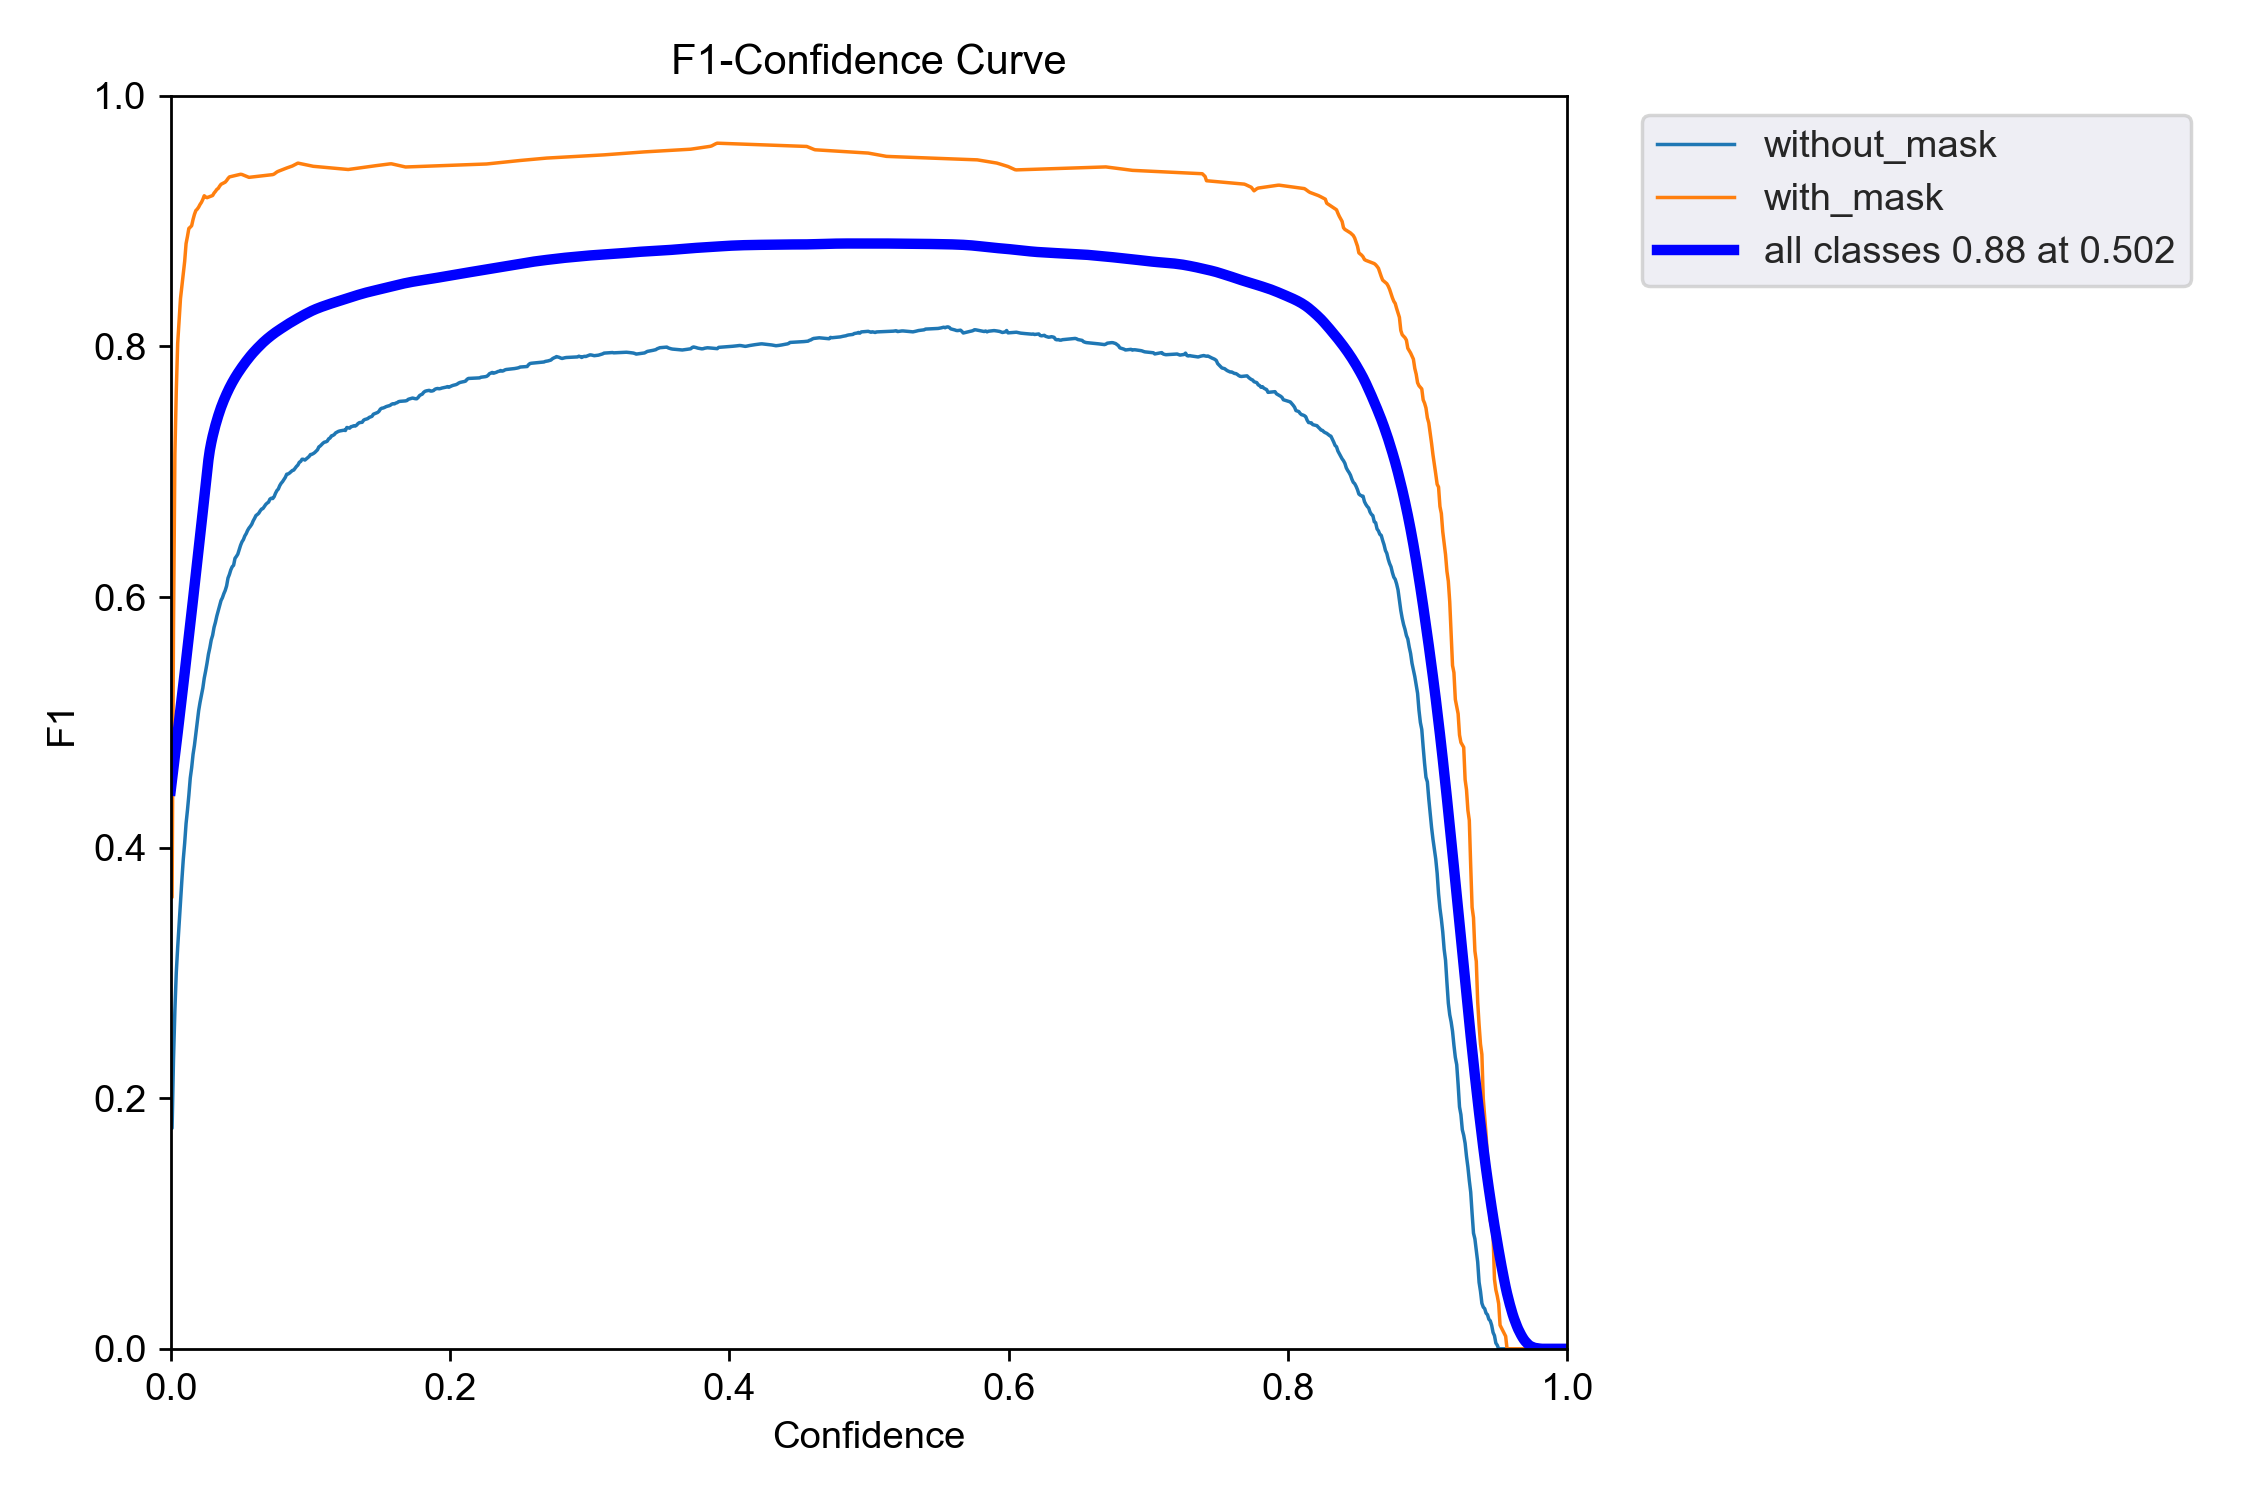 F1-Confidence Curve
1.0
0.8
0.6
0.4
0.2
0.0
F1
0.0 0.2 0.4 0.6 0.8 1.0
Confidence
without_mask
with_mask
all classes 0.88 at 0.502